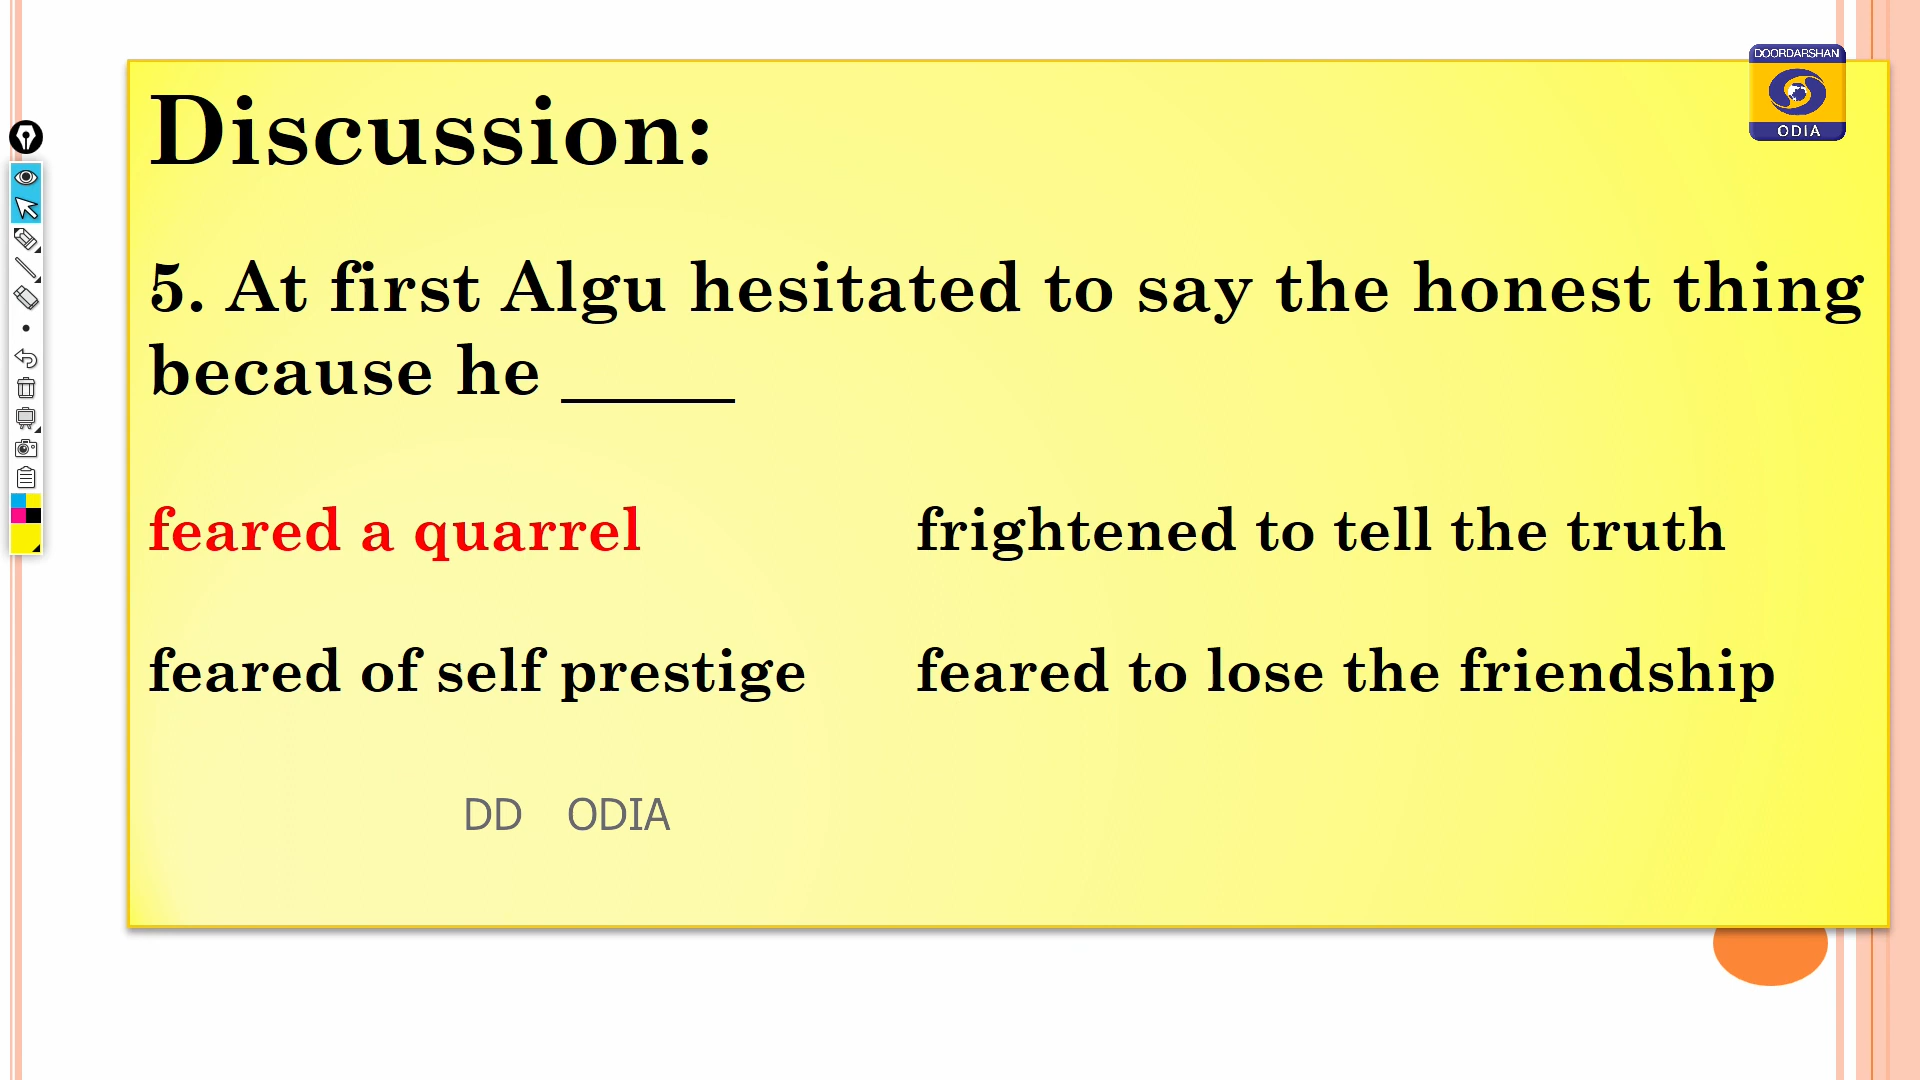 DOORDARSHAN
ODIA
Discussion:
5. At first Algu hesitated to say the honest thing
because he _____
feared a quarrel frightened to tell the truth
feared of self prestige feared to lose the friendship
DD ODIA